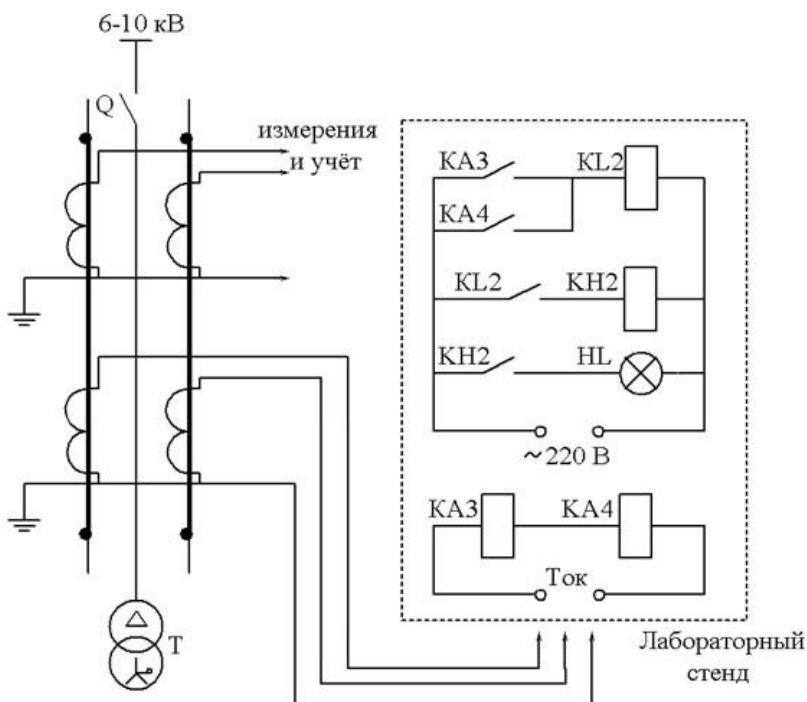 6-10 кВ
Q
измерения
и учёт
KA3
KL2
KA4
KL2
KH2
KH2
HL
~220 В
KA3
KA4
Ток
T
Лабораторный
стенд